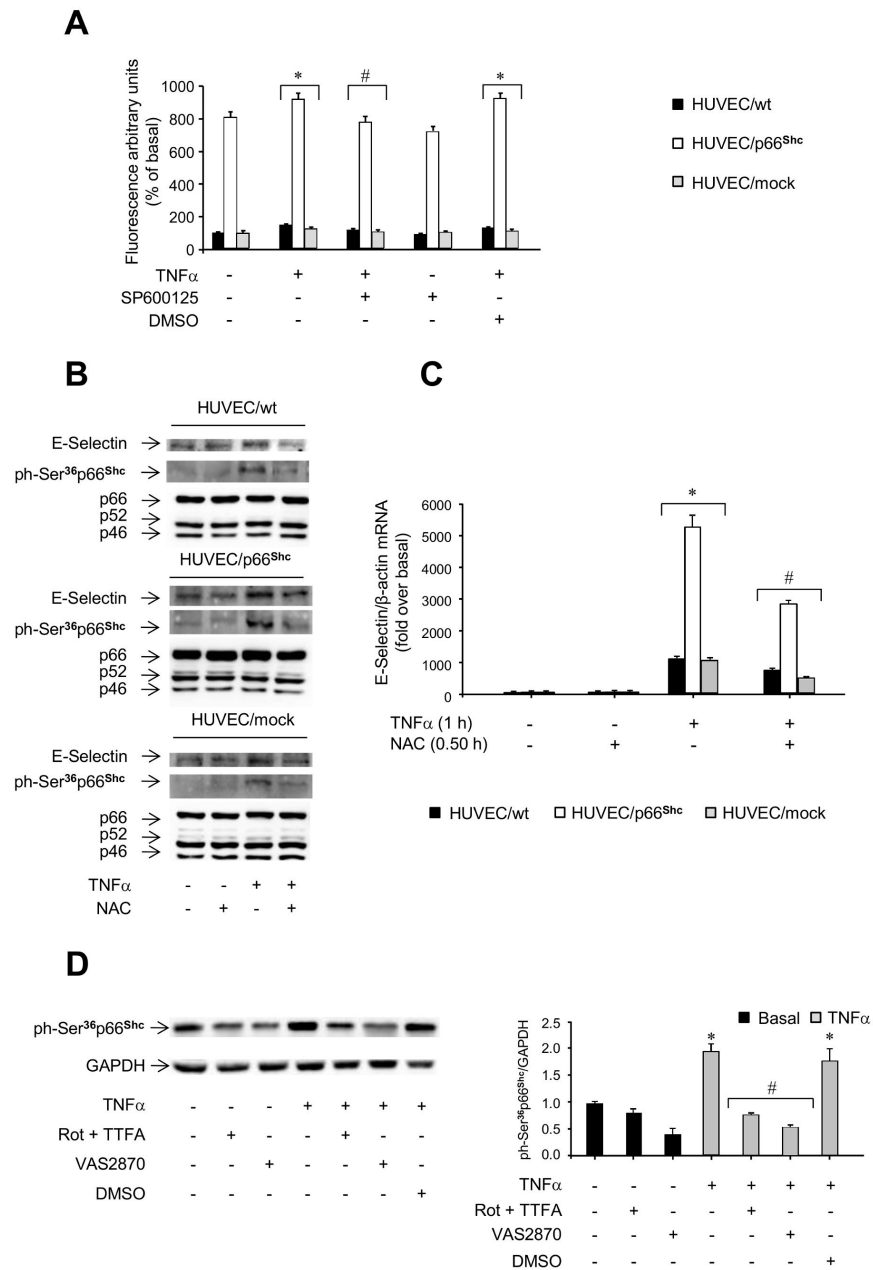 A
Fluorescence arbitrary units
(% of basal)
1000
800
600
400
200
0
*
#
*
HUVEC/wt
HUVEC/p66Shc
HUVEC/mock
TNFα - + + - +
SP600125 - - + + -
DMSO - - - - +
B
HUVEC/wt
E-Selectin
ph-Ser36p66Shc
p66
p52
p46
HUVEC/p66Shc
E-Selectin
ph-Ser36p66Shc
p66
p52
p46
HUVEC/mock
E-Selectin
ph-Ser36p66Shc
p66
p52
p46
TNFα - - + +
NAC - + - +
C
E-Selectin/β-actin mRNA
(fold over basal)
6000
5000
4000
3000
2000
1000
0
*
#
TNFα (1 h) - - + +
NAC (0.50 h) - + - +
HUVEC/wt HUVEC/p66Shc HUVEC/mock
D
ph-Ser36p66Shc
GAPDH
TNFα - - - + + + +
Rot + TTFA - + - - + - -
VAS2870 - - + - - + -
DMSO - - - - - - +
Basal TNFα
ph-Ser36p66Shc/GAPDH
2.5
2.0
1.5
1.0
0.5
0.0
*
#
*
TNFα - - - + + + +
Rot + TTFA - + - - + - -
VAS2870 - - + - - + -
DMSO - - - - - - +